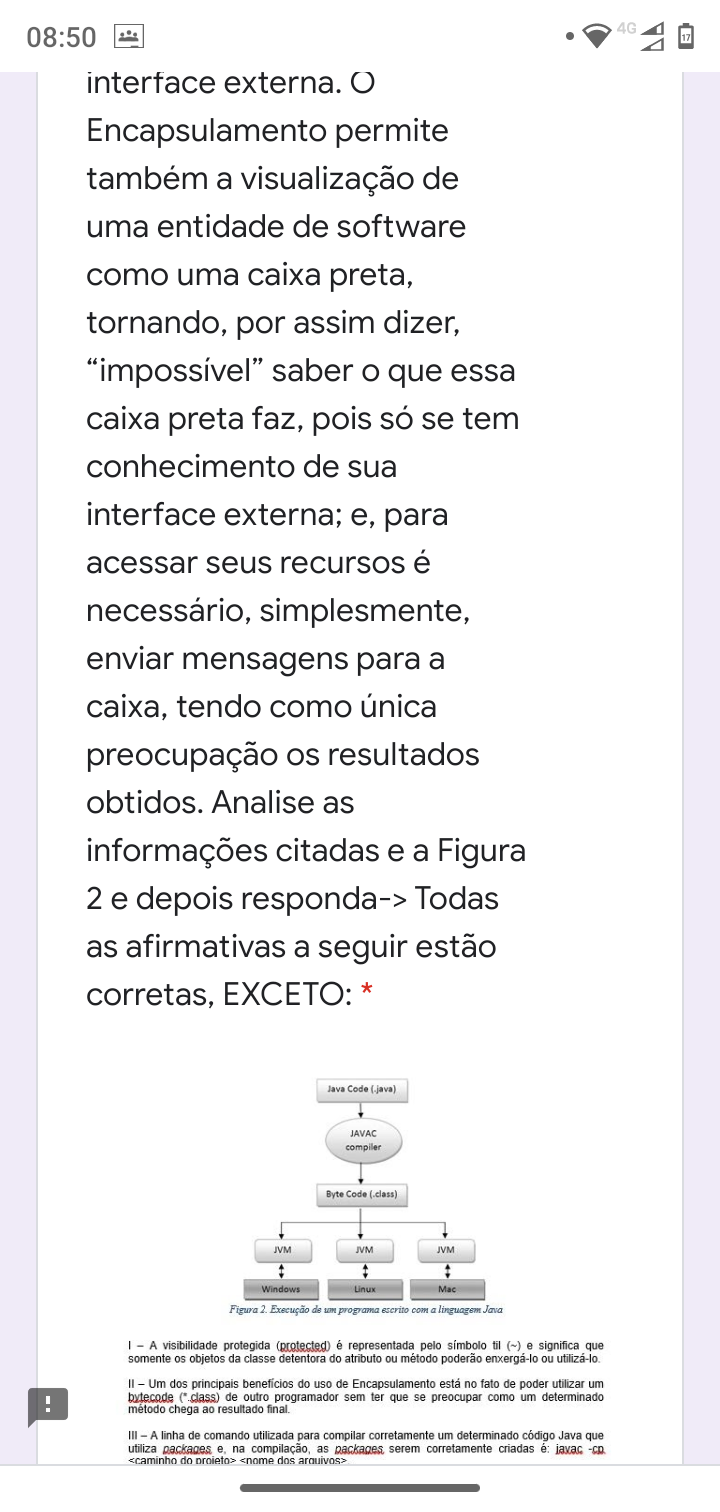 08:50
4G
17
interface externa. O
Encapsulamento permite
também a visualização de
uma entidade de software
como uma caixa preta,
tornando, por assim dizer,
“impossível” saber o que essa
caixa preta faz, pois só se tem
conhecimento de sua
interface externa; e, para
acessar seus recursos é
necessário, simplesmente,
enviar mensagens para a
caixa, tendo como única
preocupação os resultados
obtidos. Analise as
informações citadas e a Figura
2 e depois responda-> Todas
as afirmativas a seguir estão
corretas, EXCETO: *
Java Code (.java)
JAVAC
compiler
Byte Code (.class)
JVM JVM JVM
Windows Linux Mac
Figura 2. Execução de um programa escrito com a linguagem Java
I – A visibilidade protegida (protected) é representada pelo símbolo til (~) e significa que
somente os objetos da classe detentora do atributo ou método poderão enxergá-lo ou utilizá-lo.
II – Um dos principais benefícios do uso de Encapsulamento está no fato de poder utilizar um
bytecode (*.class) de outro programador sem ter que se preocupar como um determinado
método chega ao resultado final.
III – A linha de comando utilizada para compilar corretamente um determinado código Java que
utiliza packages e, na compilação, as packages serem corretamente criadas é: javac -cp
<caminho do projeto> <nome dos arquivos>